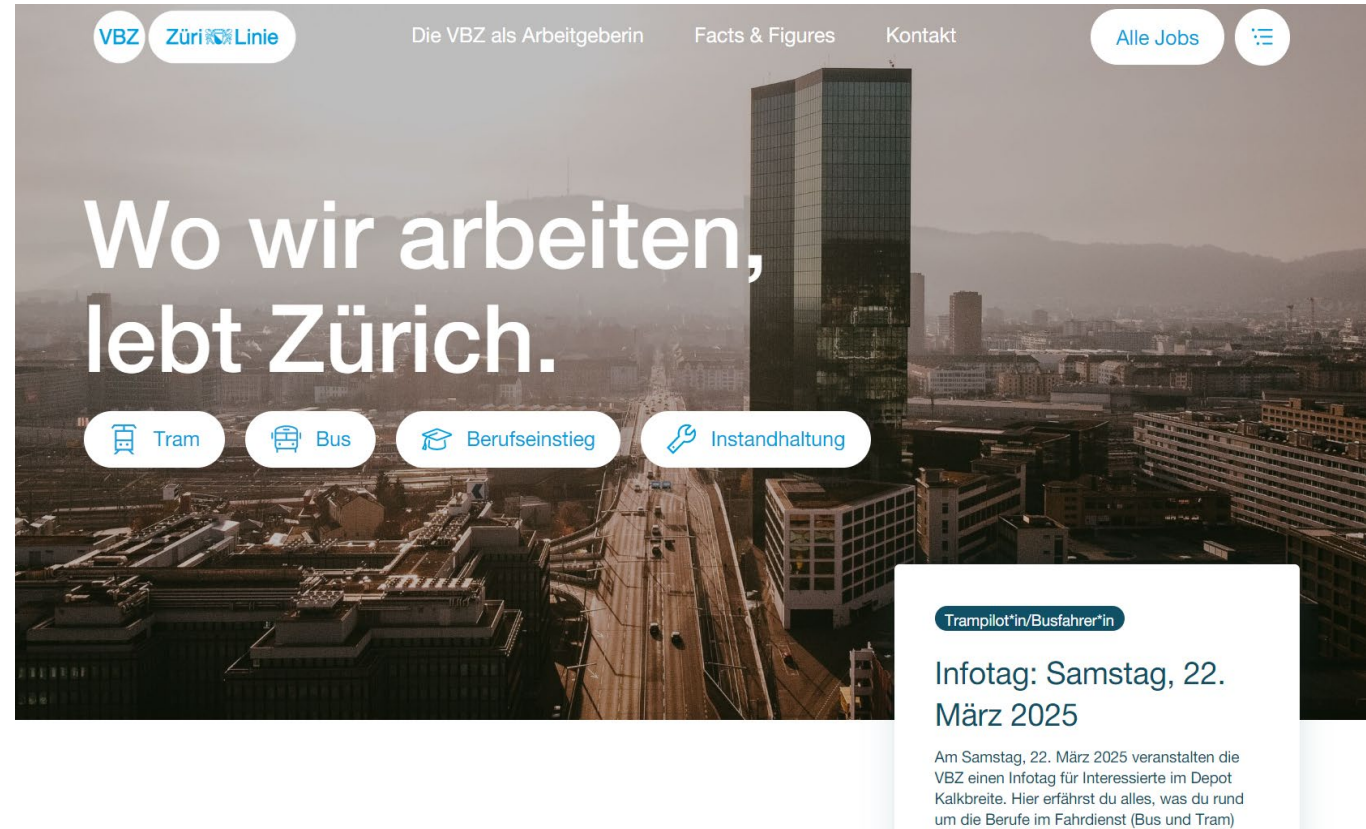 VBZ Züri Linie Die VBZ als Arbeitgeberin Facts & Figures Kontakt Alle Jobs
Wo wir arbeiten,
lebt Zürich.
Tram Bus Berufseinstieg Instandhaltung
Trampilot*in/Busfahrer*in
Infotag: Samstag, 22.
März 2025
Am Samstag, 22. März 2025 veranstalten die
VBZ einen Infotag für Interessierte im Depot
Kalkbreite. Hier erfährst du alles, was du rund
um die Berufe im Fahrdienst (Bus und Tram)